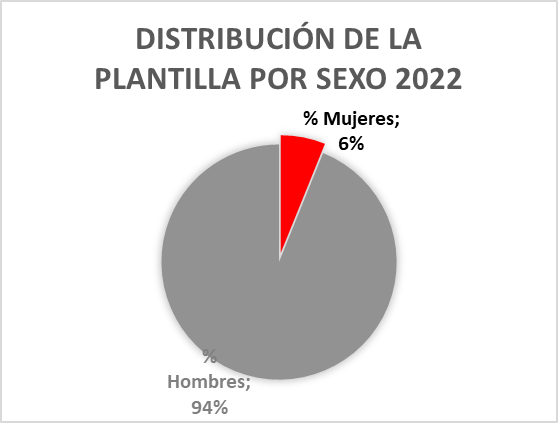 DISTRIBUCIÓN DE LA
PLANTILLA POR SEXO 2022
% Mujeres;
6%
%
Hombres;
94%